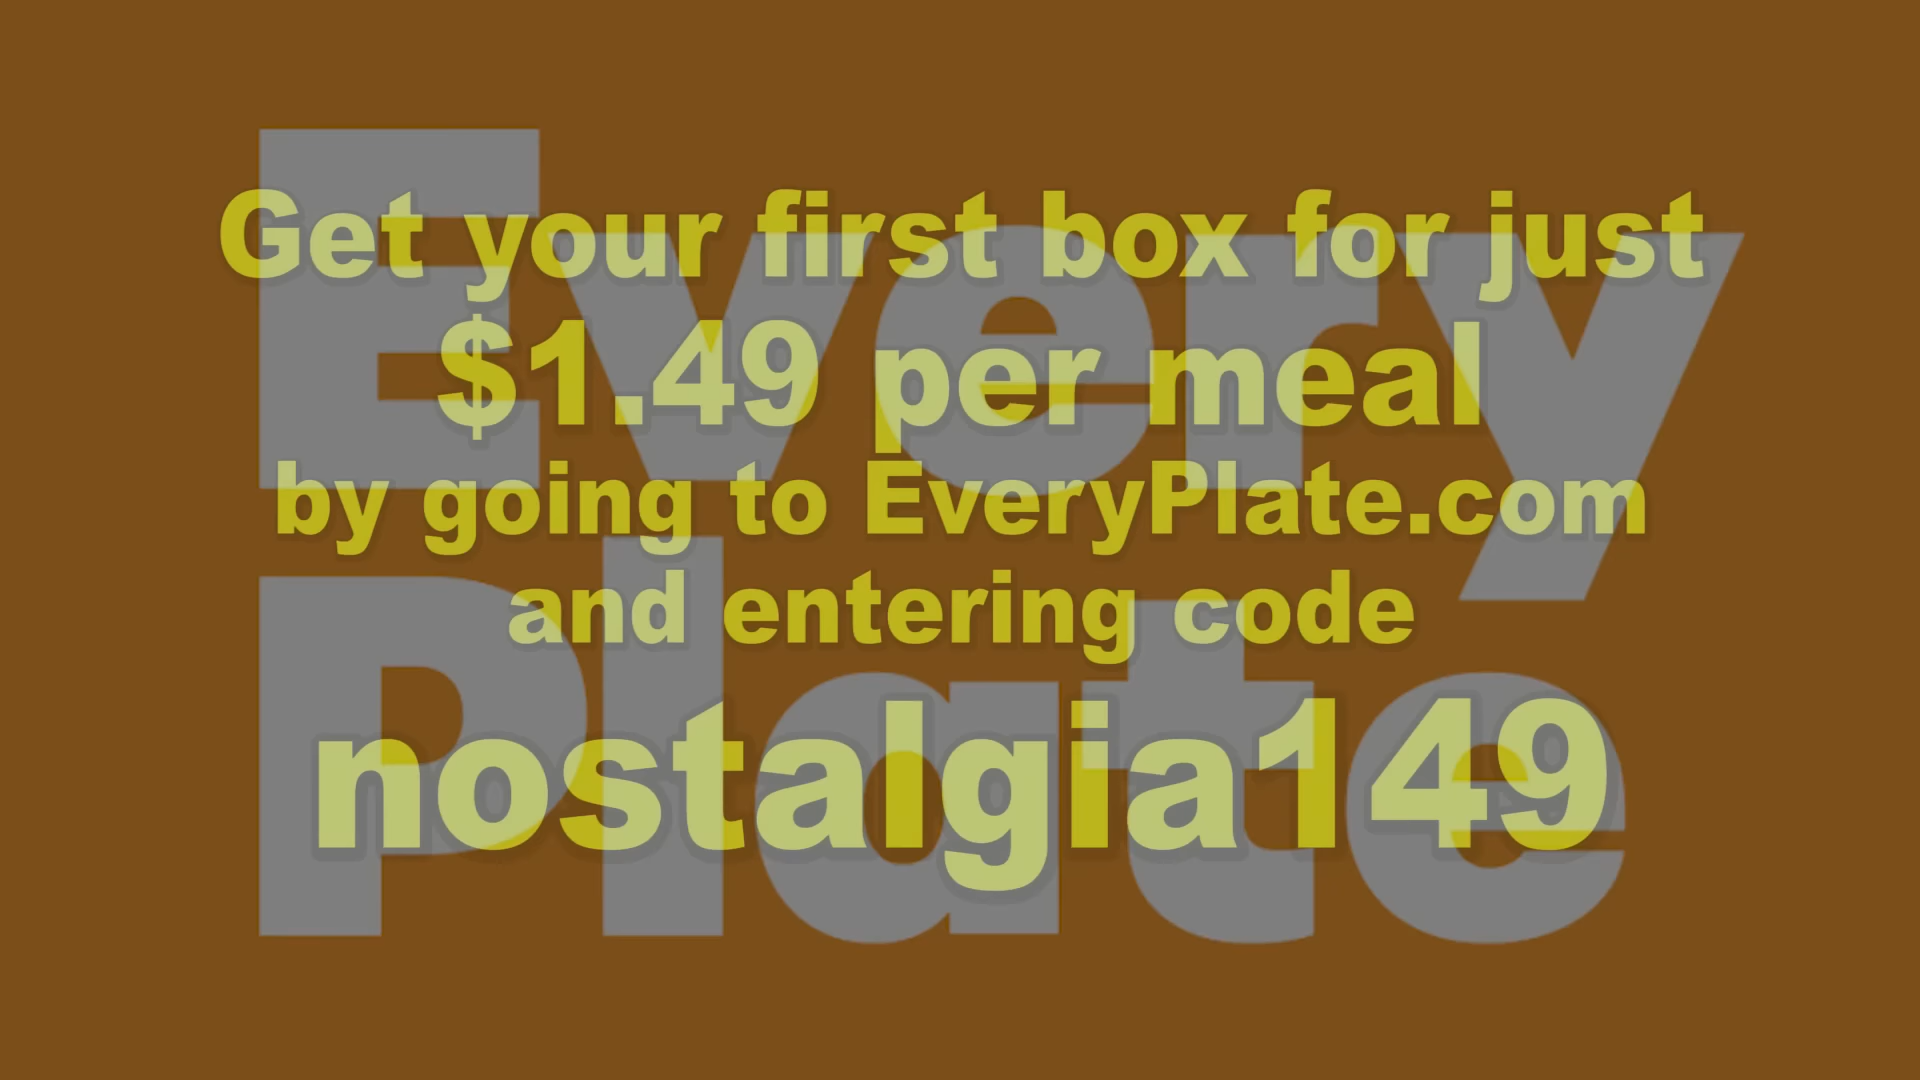 Every
Plate
Get your first box for just
$1.49 per meal
by going to EveryPlate.com
and entering code
nostalgia149